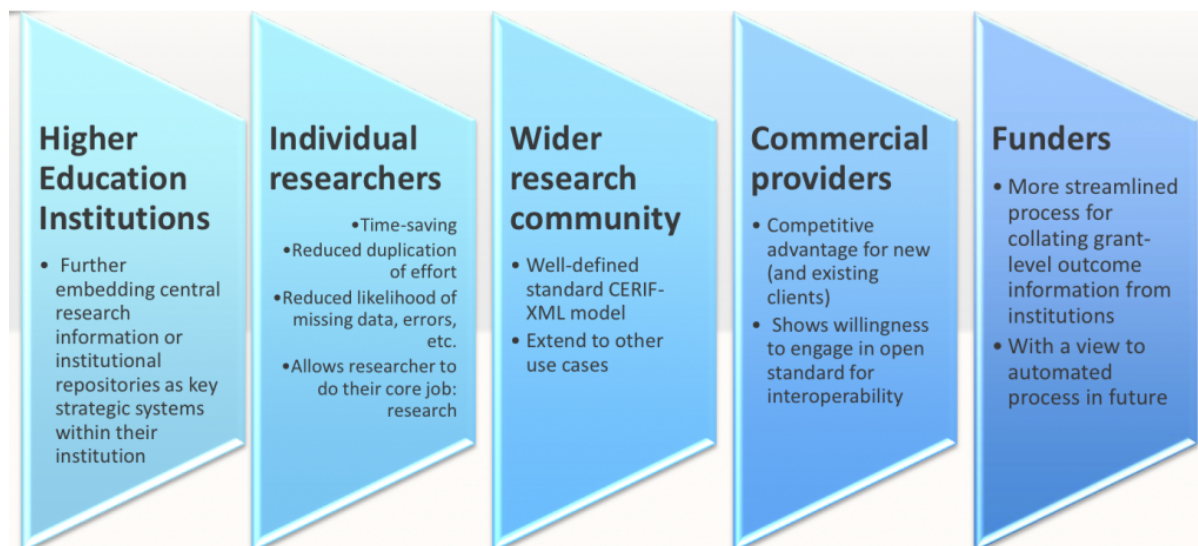 Higher
Education
Institutions
• Further
embedding central
research
information or
institutional
repositories as key
strategic systems
within their
institution
Individual
researchers
•Time-saving
•Reduced duplication
of effort
•Reduced likelihood of
missing data, errors,
etc.
•Allows researcher to
do their core job:
research
Wider
research
community
• Well-defined
standard CERIF-
XML model
• Extend to other
use cases
Commercial
providers
• Competitive
advantage for new
(and existing
clients)
• Shows willingness
to engage in open
standard for
interoperability
Funders
• More streamlined
process for
collating grant-
level outcome
information from
institutions
• With a view to
automated
process in future